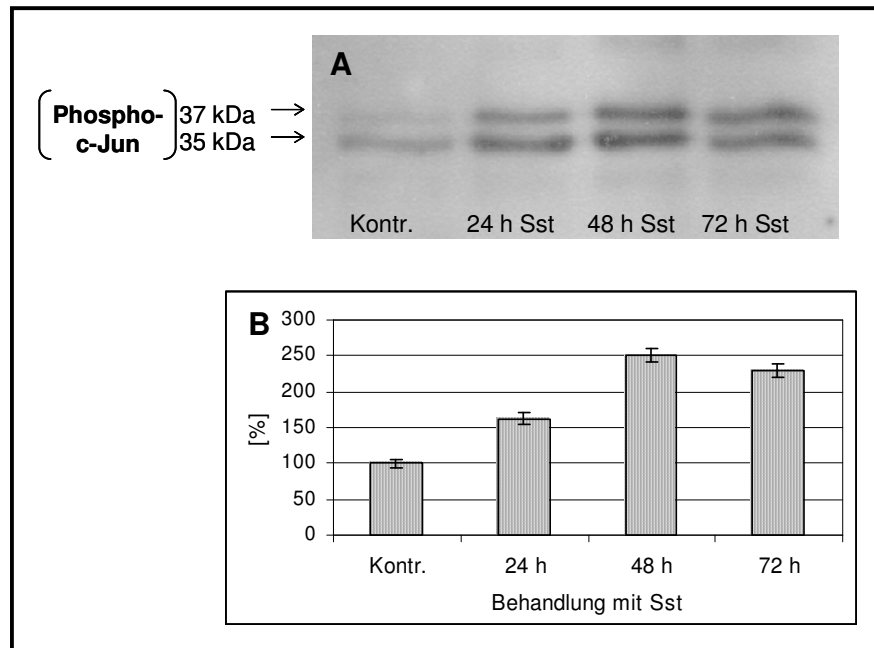 A
Phospho- 37 kDa →
c-Jun 35 kDa →
Kontr. 24 h Sst 48 h Sst 72 h Sst
B
300
250
200
150
100
50
0
[%]
Kontr. 24 h 48 h 72 h
Behandlung mit Sst